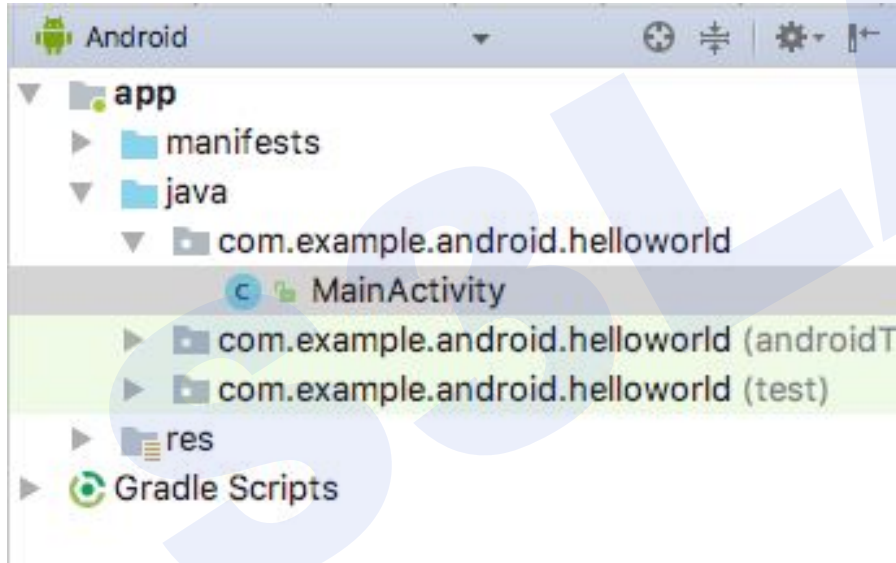 Android
app
manifests
java
com.example.android.helloworld
C MainActivity
com.example.android.helloworld (androidT
com.example.android.helloworld (test)
res
Gradle Scripts